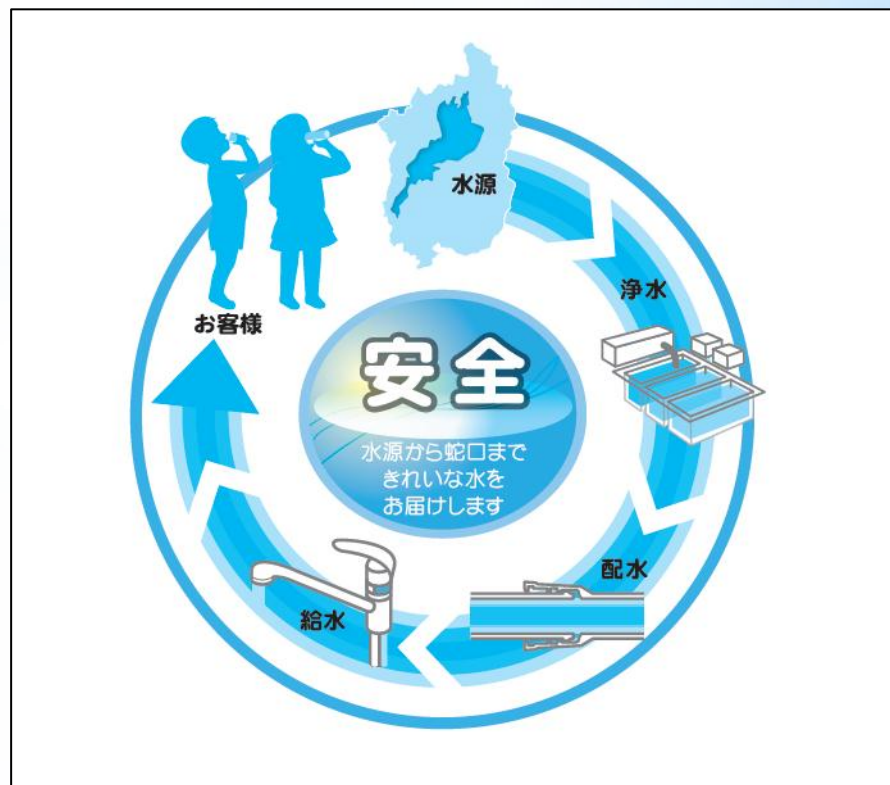 水源
浄水
お客様
安全
水源から蛇口まで
きれいな水を
お届けします
配水
給水